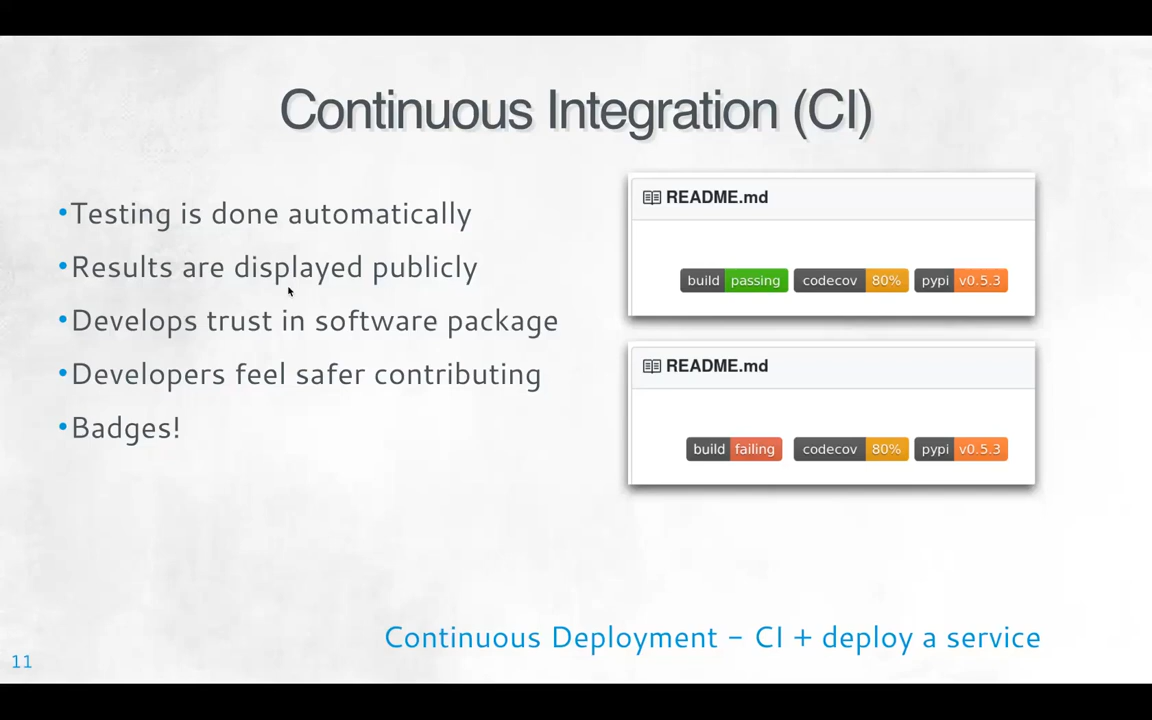 Continuous Integration (CI)
•Testing is done automatically
•Results are displayed publicly
•Develops trust in software package
•Developers feel safer contributing
•Badges!
README.md
build passing codecov 80% pypi v0.5.3
README.md
build failing codecov 80% pypi v0.5.3
Continuous Deployment - CI + deploy a service
11